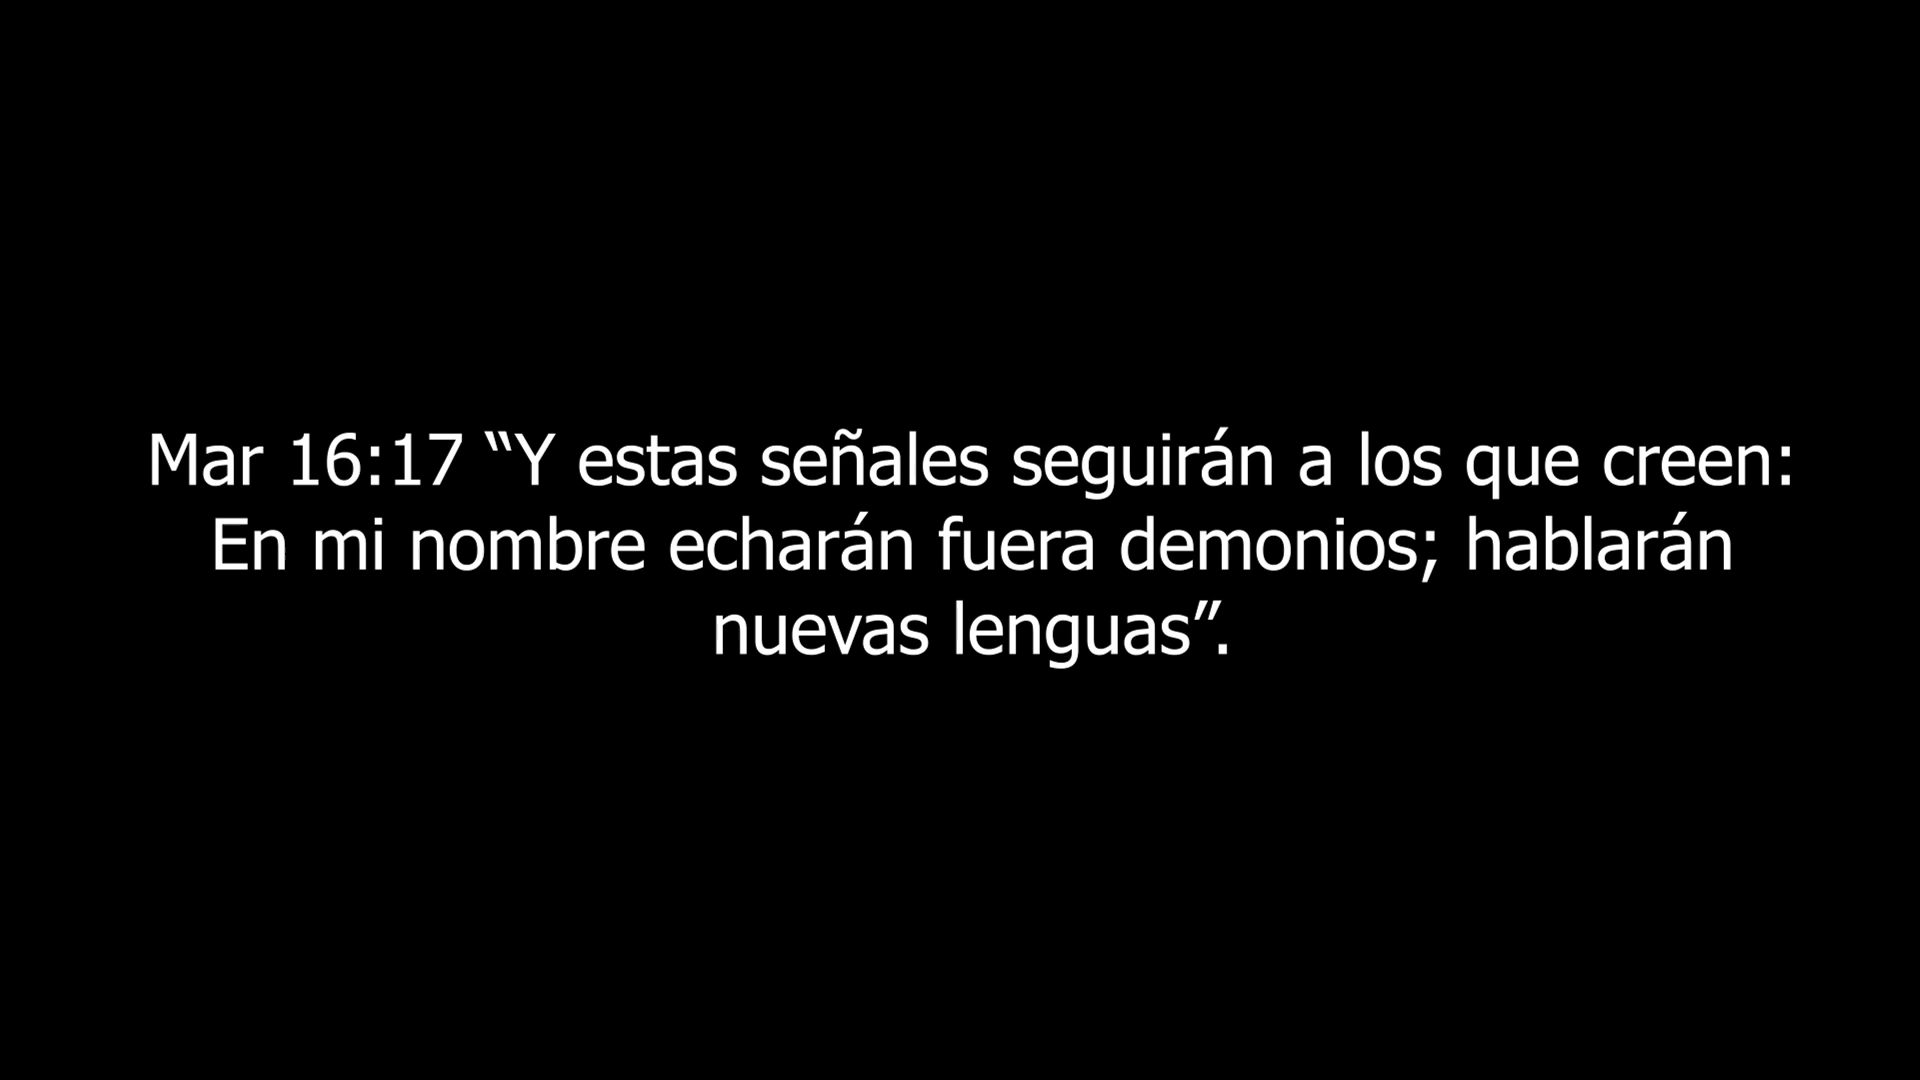 Mar 16:17 “Y estas señales seguirán a los que creen:
En mi nombre echarán fuera demonios; hablarán
nuevas lenguas”.